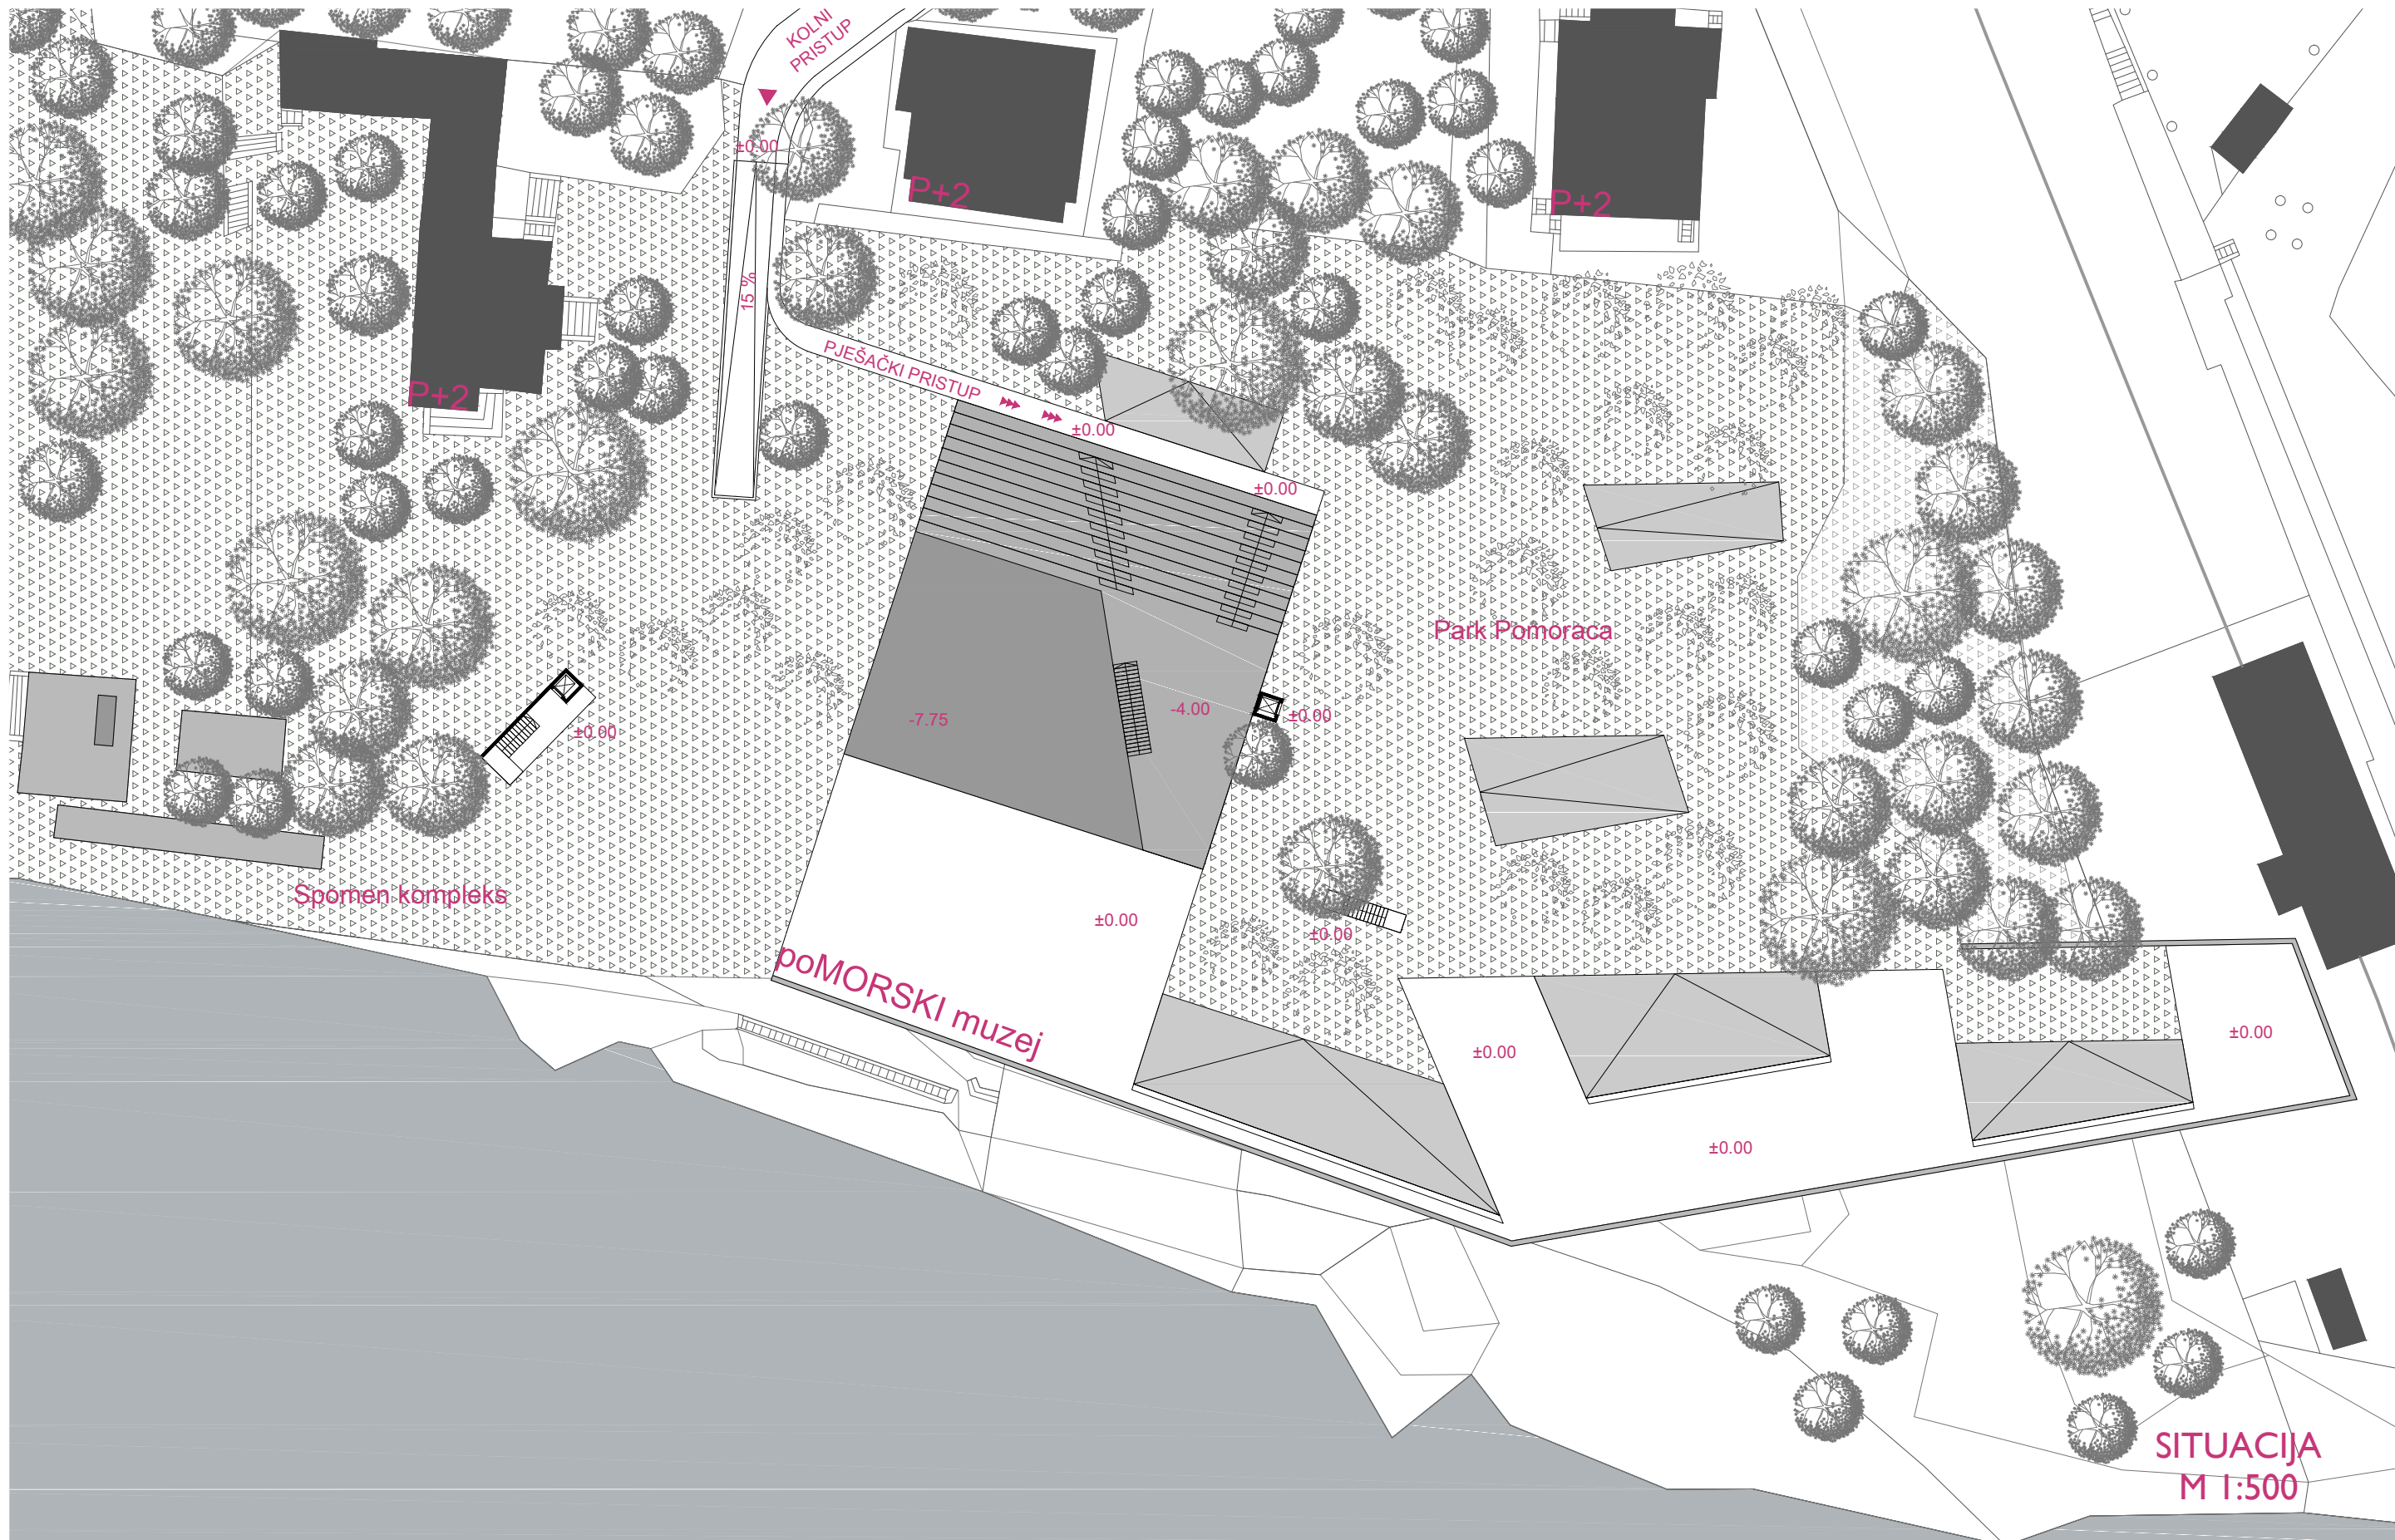 KOLNI
PRISTUP
±0.00
P+2
P+2
15 %
PJEŠAČKI PRISTUP
P+2
±0.00
±0.00
Park Pomoraca
-7.75
-4.00
±0.00
±0.00
Spomen kompleks
±0.00
±0.00
poMORSKI muzej
±0.00
±0.00
±0.00
SITUACIJA
M 1:500